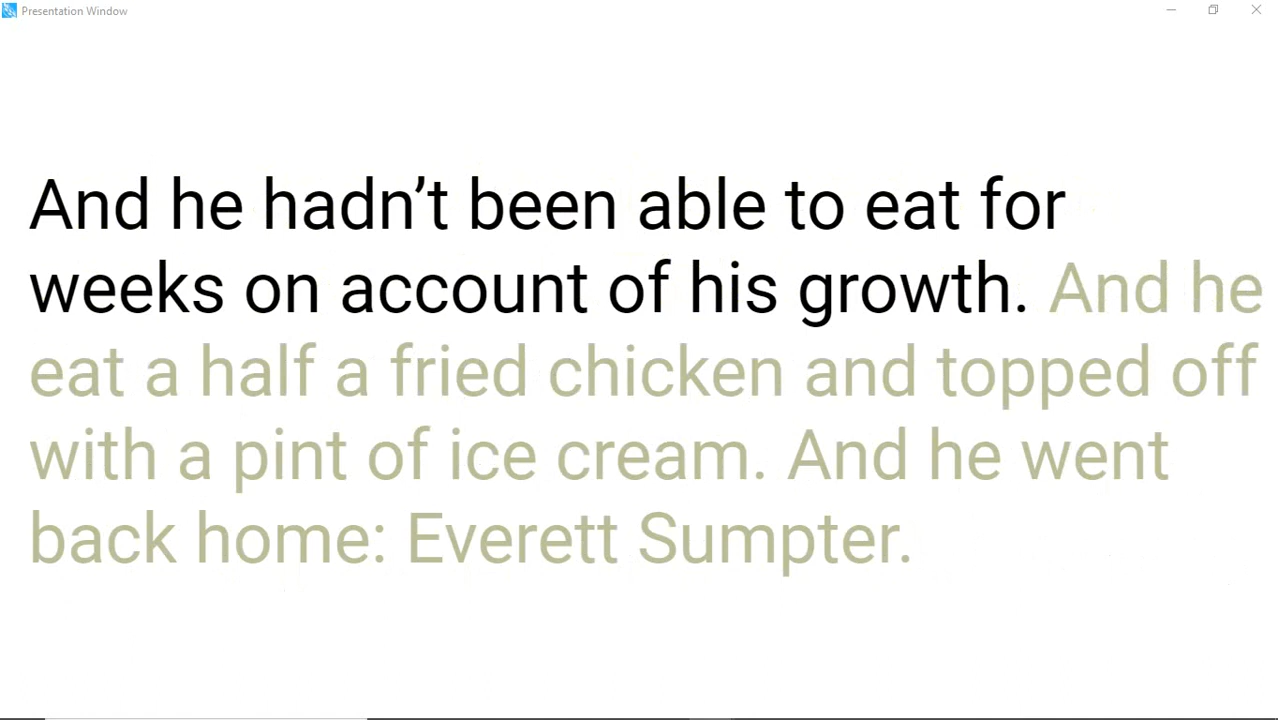 Presentation Window
And he hadn’t been able to eat for
weeks on account of his growth. And he
eat a half a fried chicken and topped off
with a pint of ice cream. And he went
back home: Everett Sumpter.